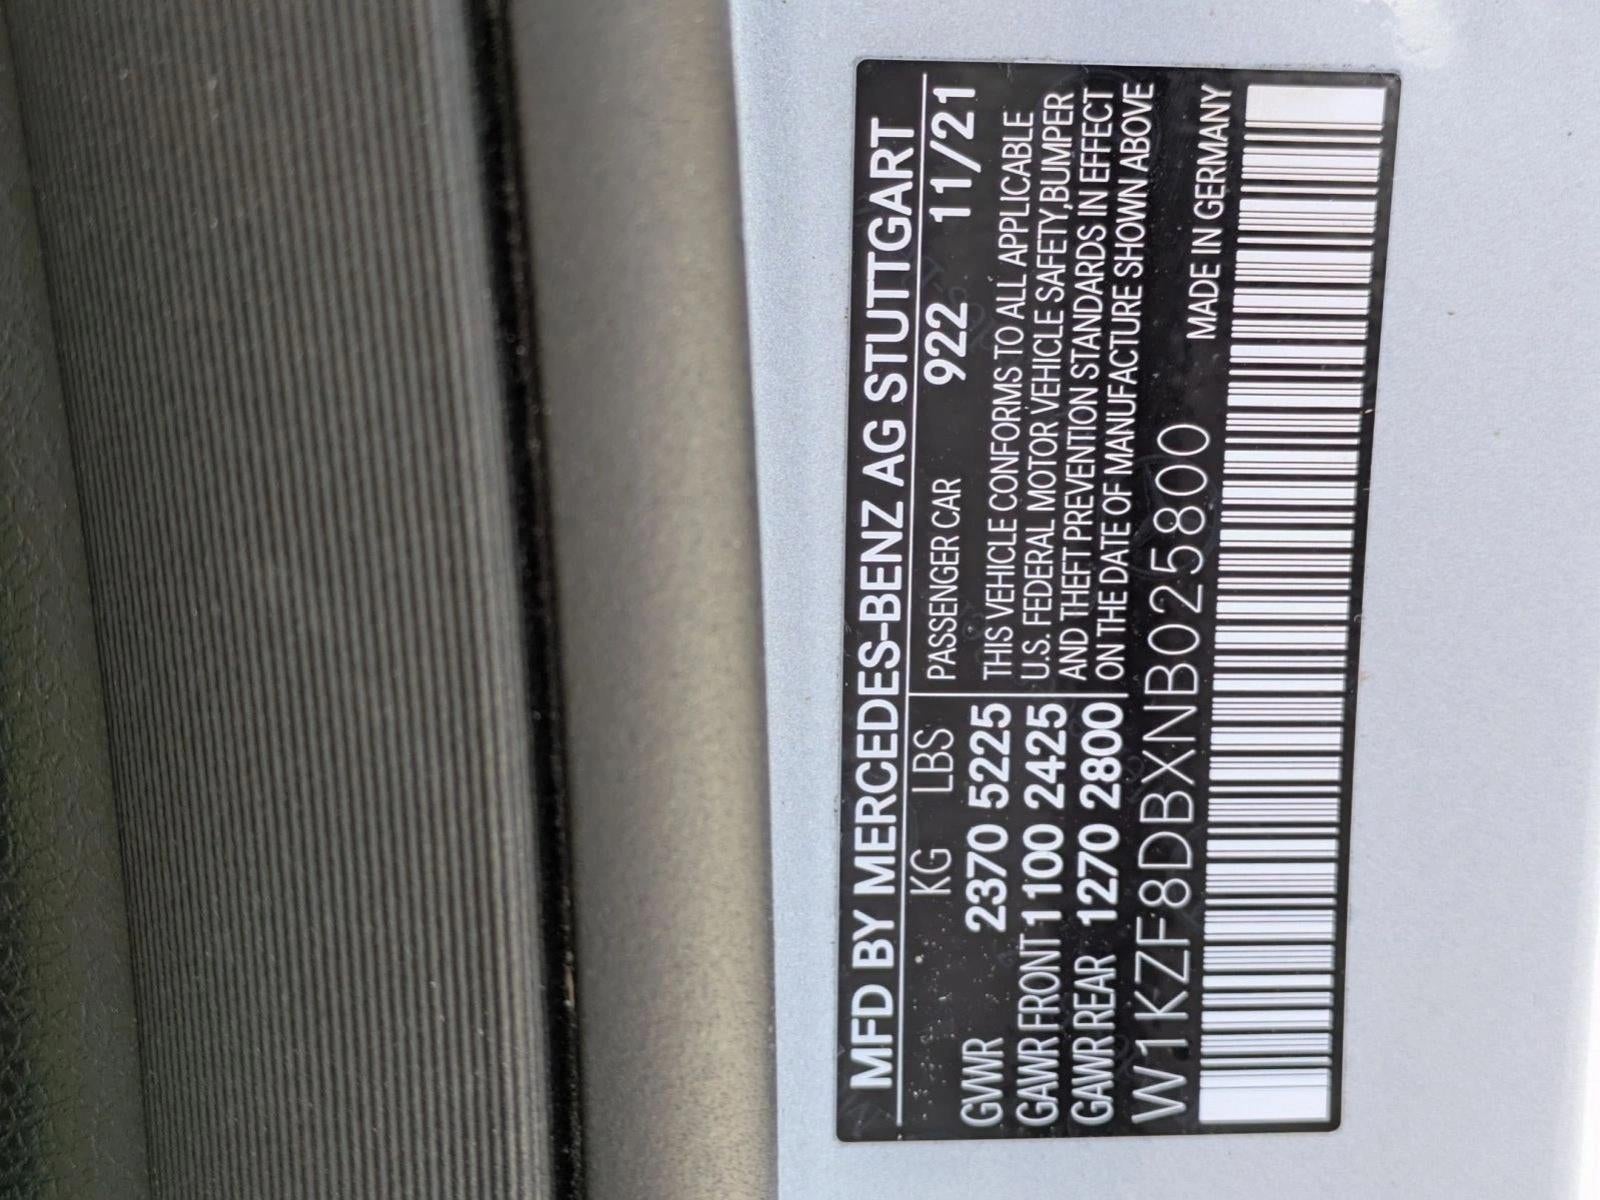 MFD BY MERCEDES-BENZ AG STUTTGART
KG LBS
GVWR 2370 5225
GAWR FRONT 1100 2425
GAWR REAR 1270 2800
PASSENGER CAR 922 11/21
THIS VEHICLE CONFORMS TO ALL APPLICABLE
U.S. FEDERAL MOTOR VEHICLE SAFETY,BUMPER
AND THEFT PREVENTION STANDARDS IN EFFECT
ON THE DATE OF MANUFACTURE SHOWN ABOVE
W1KZF8DBXNB025800 MADE IN GERMANY